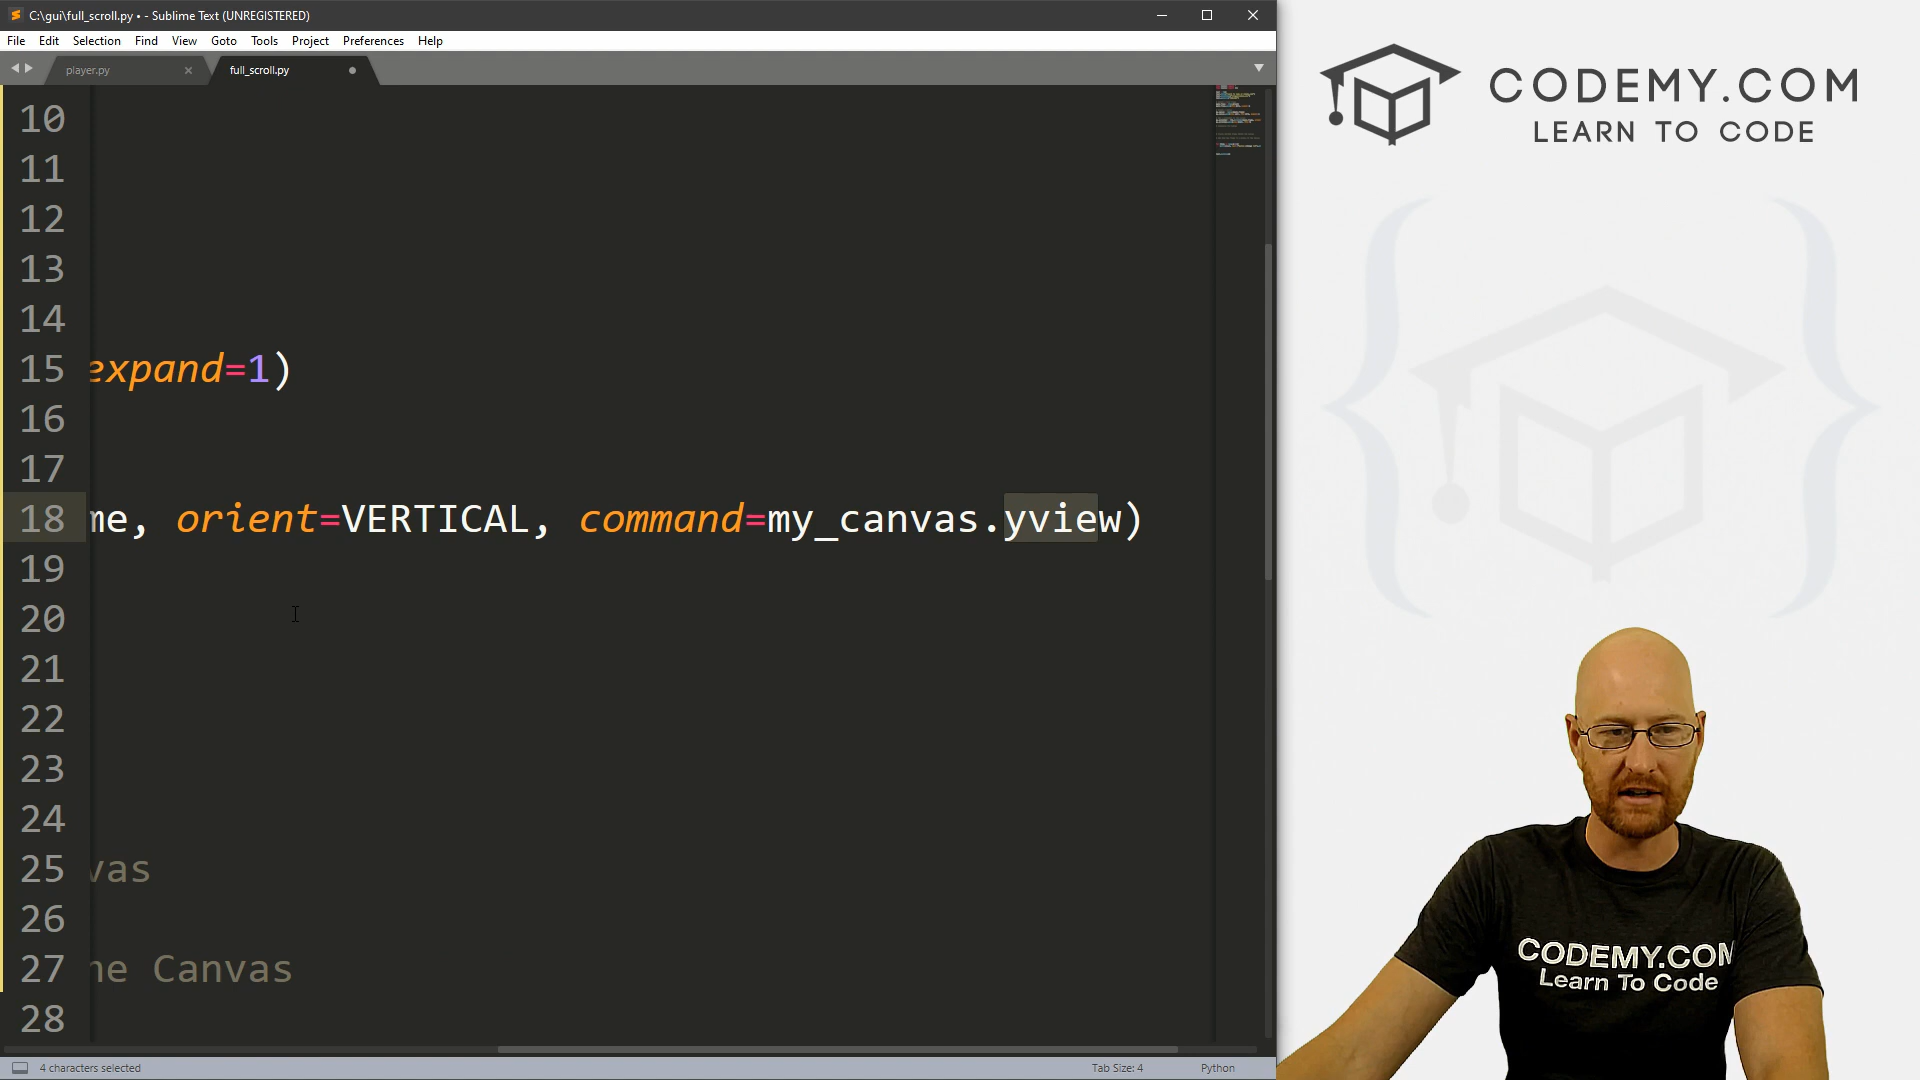 C:\gui\full_scroll.py • - Sublime Text (UNREGISTERED)
File Edit Selection Find View Goto Tools Project Preferences Help
player.py full_scroll.py
10
11
12
13
14
15 expand=1)
16
17
18 me, orient=VERTICAL, command=my_canvas.yview)
19
20
21
22
23
24
25 vas
26
27 ne Canvas
28
4 characters selected Tab Size: 4 Python
CODEMY.COM
LEARN TO CODE
CODEMY.COM
Learn To Code